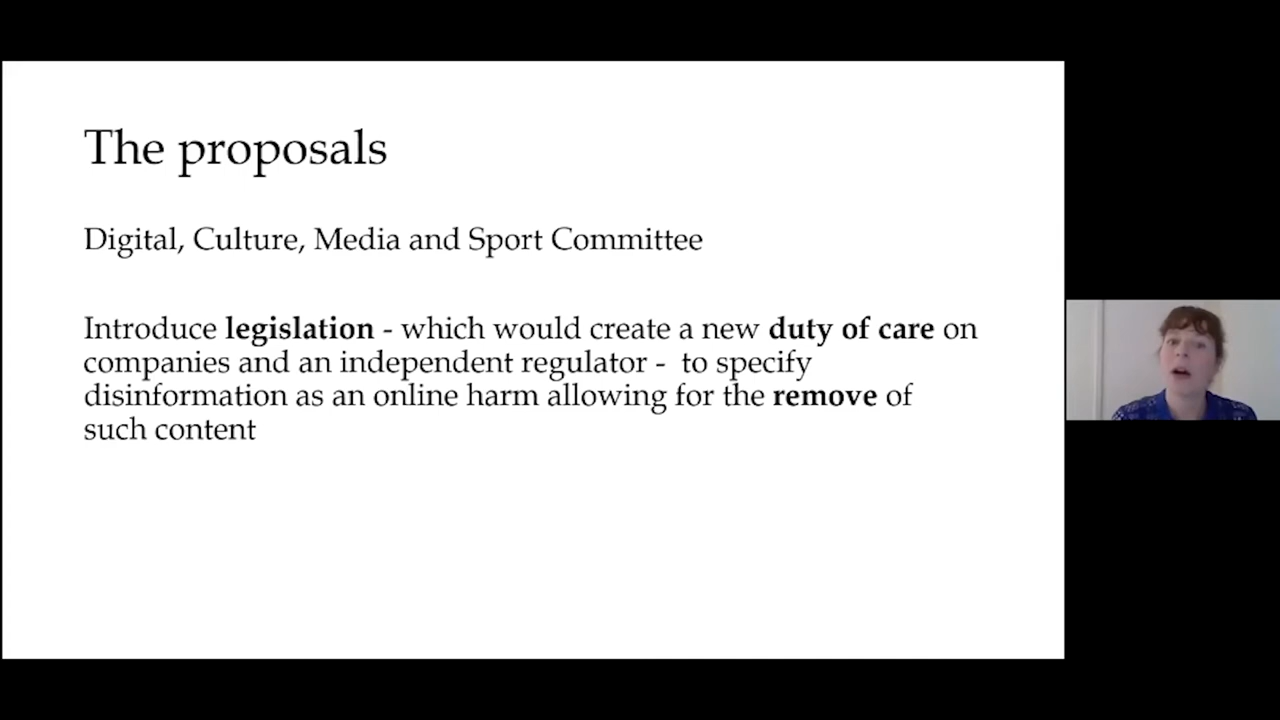 The proposals
Digital, Culture, Media and Sport Committee
Introduce legislation - which would create a new duty of care on
companies and an independent regulator -  to specify
disinformation as an online harm allowing for the remove of
such content